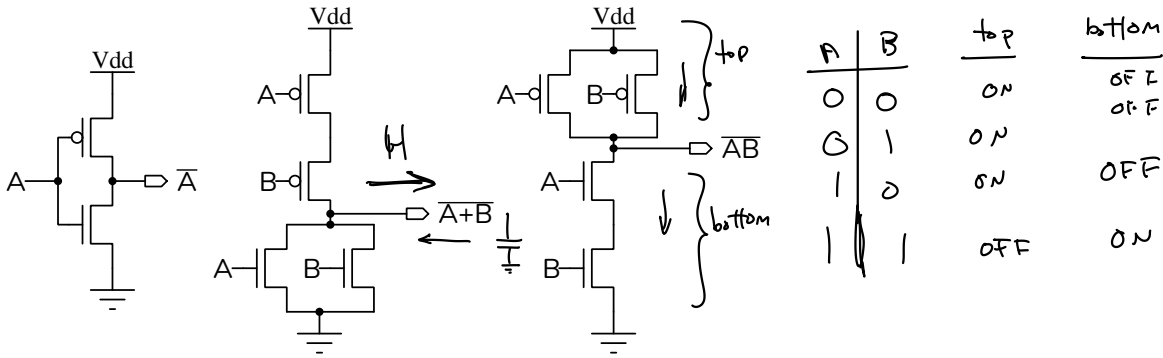 Vdd
A
A̅
Vdd
A
B
A̅+̅B̅
A
B
Vdd
top
A
B
A̅B̅
A
bottom
B
A B top bottom
0 0 ON OFF
OFF
0 1 ON
1 0 ON OFF
1 1 OFF ON